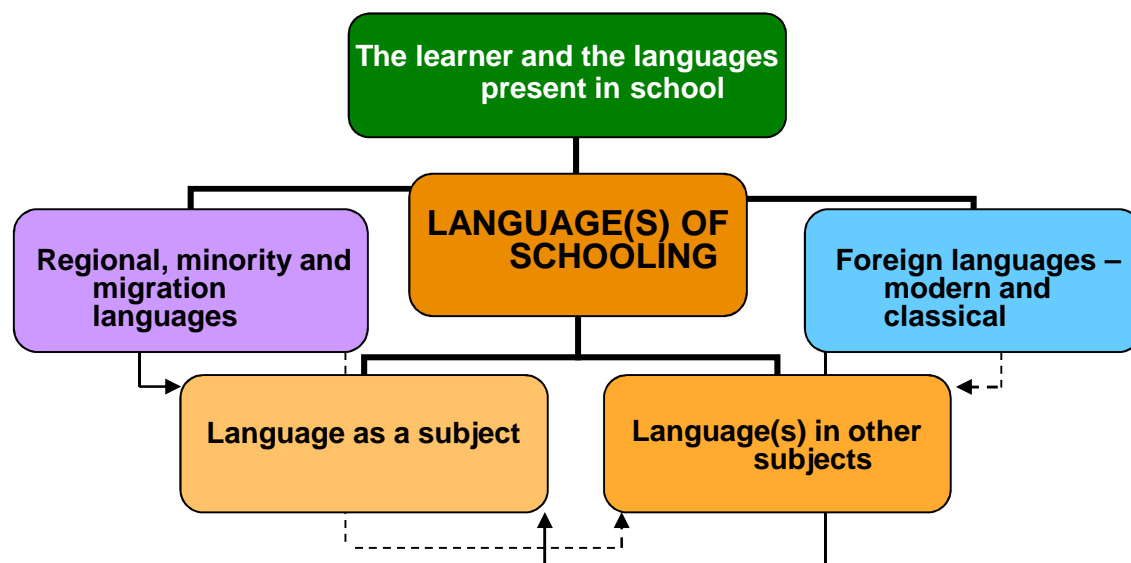 The learner and the languages
present in school
LANGUAGE(S) OF
SCHOOLING
Regional, minority and
migration
languages
Foreign languages –
modern and
classical
Language as a subject
Language(s) in other
subjects